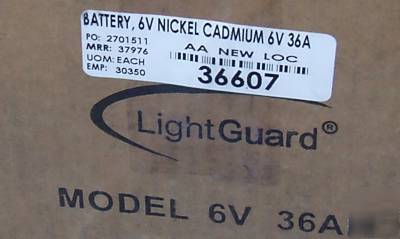 BATTERY, 6V NICKEL CADMIUM 6V 36A
PO: 2701511
MRR: 37976
UOM: EACH
EMP: 30350
AA NEW LOC
36607
LightGuard®
MODEL 6V 36A